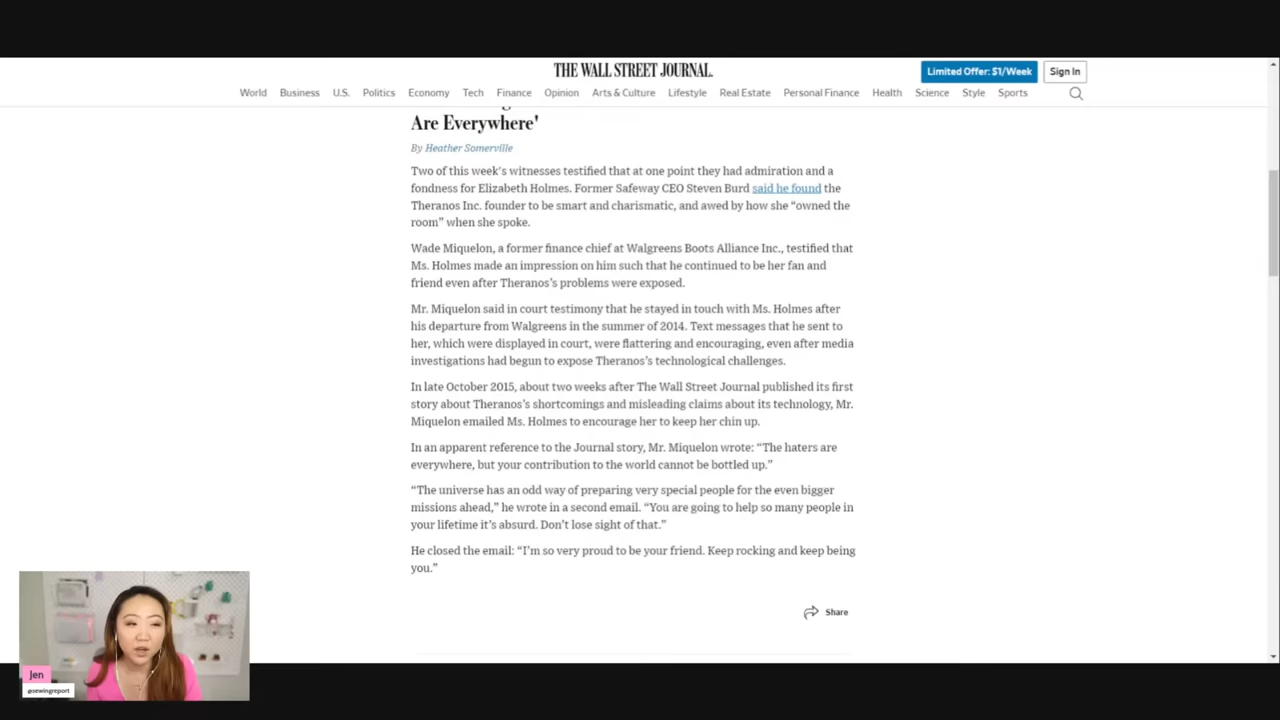 THE WALL STREET JOURNAL.
Limited Offer: $1/Week
Sign In
World Business U.S. Politics Economy Tech Finance Opinion Arts & Culture Lifestyle Real Estate Personal Finance Health Science Style Sports
Are Everywhere'
By Heather Somerville
Two of this week's witnesses testified that at one point they had admiration and a
fondness for Elizabeth Holmes. Former Safeway CEO Steven Burd said he found the
Theranos Inc. founder to be smart and charismatic, and awed by how she “owned the
room” when she spoke.
Wade Miquelon, a former finance chief at Walgreens Boots Alliance Inc., testified that
Ms. Holmes made an impression on him such that he continued to be her fan and
friend even after Theranos’s problems were exposed.
Mr. Miquelon said in court testimony that he stayed in touch with Ms. Holmes after
his departure from Walgreens in the summer of 2014. Text messages that he sent to
her, which were displayed in court, were flattering and encouraging, even after media
investigations had begun to expose Theranos’s technological challenges.
In late October 2015, about two weeks after The Wall Street Journal published its first
story about Theranos’s shortcomings and misleading claims about its technology, Mr.
Miquelon emailed Ms. Holmes to encourage her to keep her chin up.
In an apparent reference to the Journal story, Mr. Miquelon wrote: “The haters are
everywhere, but your contribution to the world cannot be bottled up.”
“The universe has an odd way of preparing very special people for the even bigger
missions ahead,” he wrote in a second email. “You are going to help so many people in
your lifetime it’s absurd. Don’t lose sight of that.”
He closed the email: “I’m so very proud to be your friend. Keep rocking and keep being
you.”
Share
Jen
@sewingreport